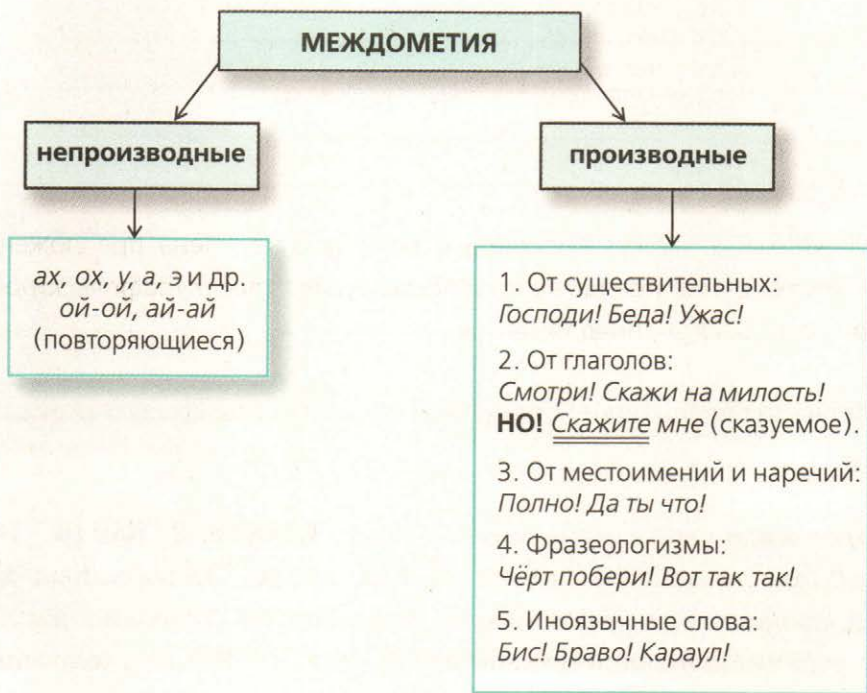 МЕЖДОМЕТИЯ
непроизводные
производные
ах, ох, у, а, э и др.
ой-ой, ай-ай
(повторяющиеся)
1. От существительных:
Господи! Беда! Ужас!
2. От глаголов:
Смотри! Скажи на милость!
НО! Скажите мне (сказуемое).
3. От местоимений и наречий:
Полно! Да ты что!
4. Фразеологизмы:
Чёрт побери! Вот так так!
5. Иноязычные слова:
Бис! Браво! Караул!